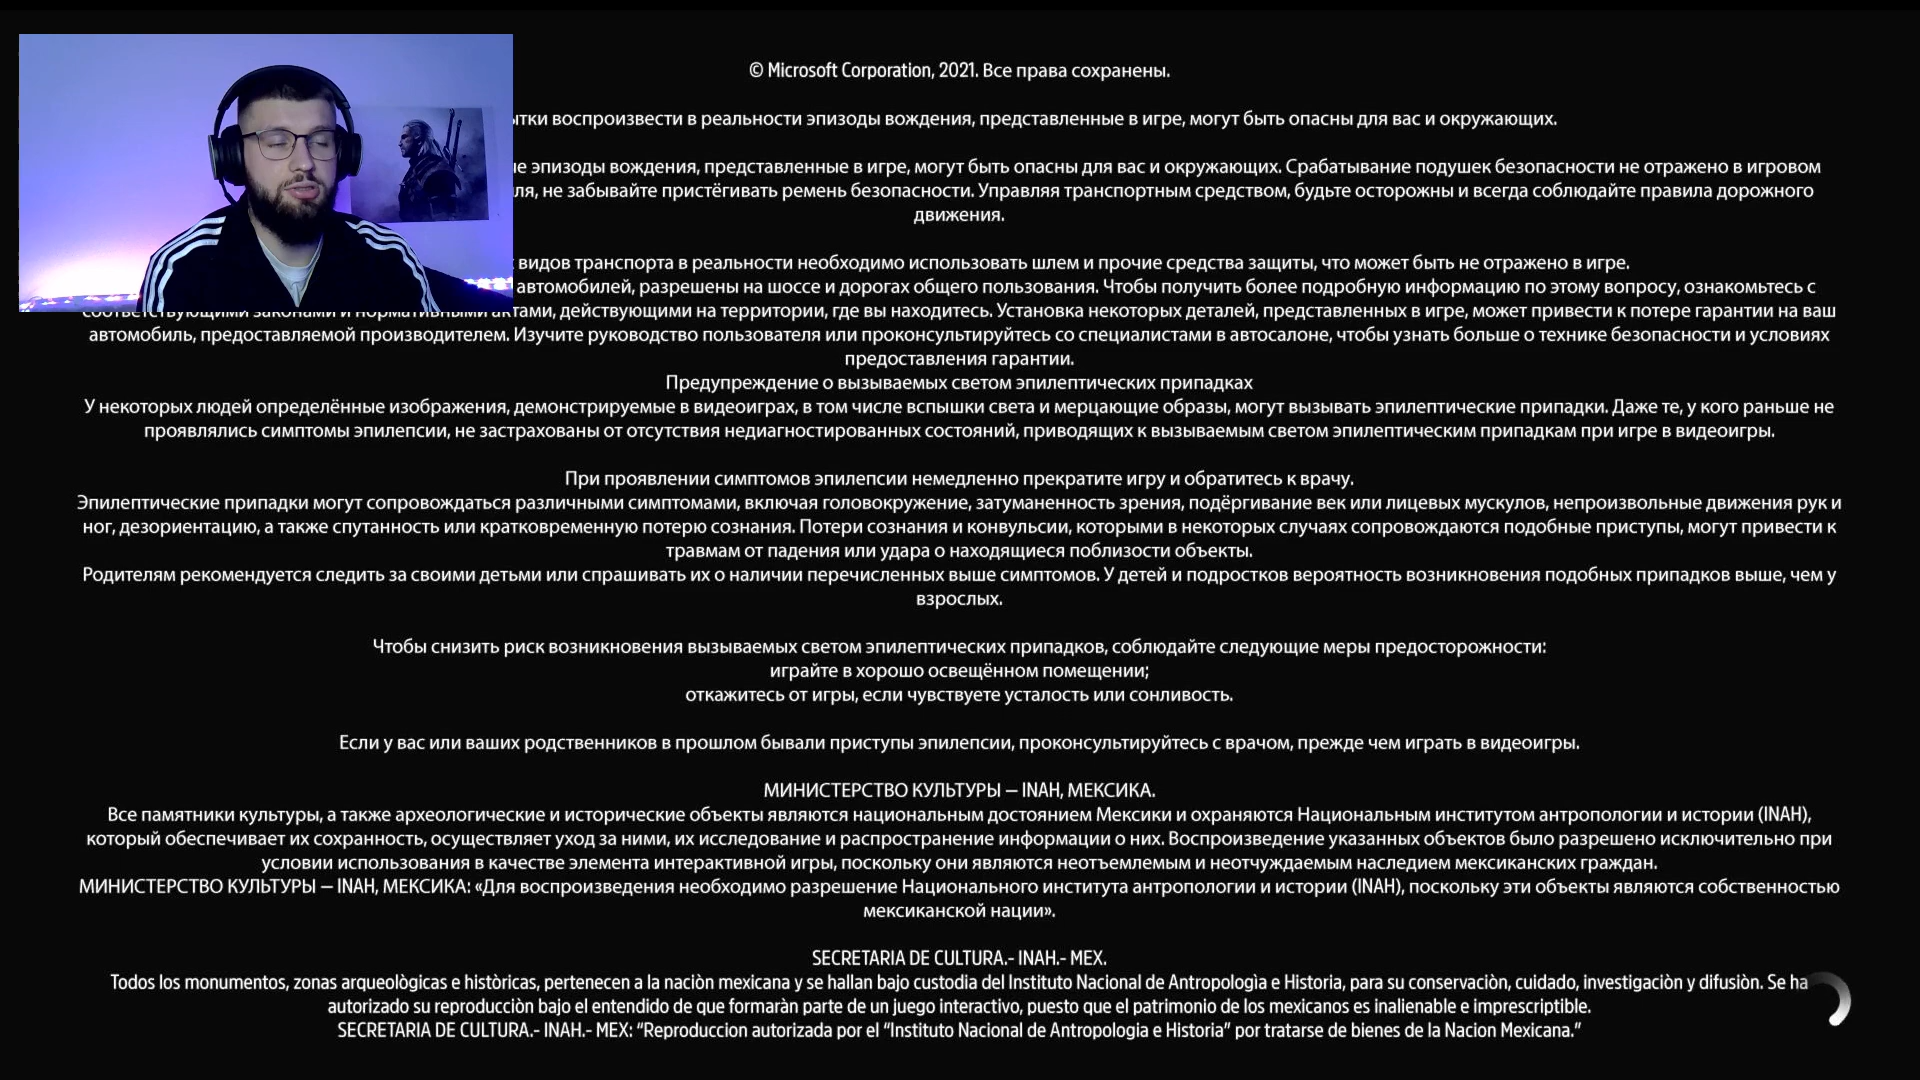 © Microsoft Corporation, 2021. Все права сохранены.
воспроизвести в реальности эпизоды вождения, представленные в игре, могут быть опасны для вас и окружающих.
эпизоды вождения, представленные в игре, могут быть опасны для вас и окружающих. Срабатывание подушек безопасности не отражено в игровом
не забывайте пристёгивать ремень безопасности. Управляя транспортным средством, будьте осторожны и всегда соблюдайте правила дорожного
движения.
видов транспорта в реальности необходимо использовать шлем и прочие средства защиты, что может быть не отражено в игре.
автомобилей, разрешены на шоссе и дорогах общего пользования. Чтобы получить более подробную информацию по этому вопросу, ознакомьтесь с
соответствующими законами и нормативными актами, действующими на территории, где вы находитесь. Установка некоторых деталей, представленных в игре, может привести к потере гарантии на ваш
автомобиль, предоставляемой производителем. Изучите руководство пользователя или проконсультируйтесь со специалистами в автосалоне, чтобы узнать больше о технике безопасности и условиях
предоставления гарантии.
Предупреждение о вызываемых светом эпилептических припадках
У некоторых людей определённые изображения, демонстрируемые в видеоиграх, в том числе вспышки света и мерцающие образы, могут вызывать эпилептические припадки. Даже те, у кого раньше не
проявлялись симптомы эпилепсии, не застрахованы от отсутствия недиагностированных состояний, приводящих к вызываемым светом эпилептическим припадкам при игре в видеоигры.
При проявлении симптомов эпилепсии немедленно прекратите игру и обратитесь к врачу.
Эпилептические припадки могут сопровождаться различными симптомами, включая головокружение, затуманенность зрения, подёргивание век или лицевых мускулов, непроизвольные движения рук и
ног, дезориентацию, а также спутанность или кратковременную потерю сознания. Потери сознания и конвульсии, которыми в некоторых случаях сопровождаются подобные приступы, могут привести к
травмам от падения или удара о находящиеся поблизости объекты.
Родителям рекомендуется следить за своими детьми или спрашивать их о наличии перечисленных выше симптомов. У детей и подростков вероятность возникновения подобных припадков выше, чем у
взрослых.
Чтобы снизить риск возникновения вызываемых светом эпилептических припадков, соблюдайте следующие меры предосторожности:
играйте в хорошо освещённом помещении;
откажитесь от игры, если чувствуете усталость или сонливость.
Если у вас или ваших родственников в прошлом бывали приступы эпилепсии, проконсультируйтесь с врачом, прежде чем играть в видеоигры.
МИНИСТЕРСТВО КУЛЬТУРЫ — INAH, МЕКСИКА.
Все памятники культуры, а также археологические и исторические объекты являются национальным достоянием Мексики и охраняются Национальным институтом антропологии и истории (INAH),
который обеспечивает их сохранность, осуществляет уход за ними, их исследование и распространение информации о них. Воспроизведение указанных объектов было разрешено исключительно при
условии использования в качестве элемента интерактивной игры, поскольку они являются неотъемлемым и неотчуждаемым наследием мексиканских граждан.
МИНИСТЕРСТВО КУЛЬТУРЫ — INAH, МЕКСИКА: «Для воспроизведения необходимо разрешение Национального института антропологии и истории (INAH), поскольку эти объекты являются собственностью
мексиканской нации».
SECRETARIA DE CULTURA.- INAH.- MEX.
Todos los monumentos, zonas arqueològicas e històricas, pertenecen a la naciòn mexicana y se hallan bajo custodia del Instituto Nacional de Antropologìa e Historia, para su conservaciòn, cuidado, investigaciòn y difusiòn. Se ha
autorizado su reproducciòn bajo el entendido de que formaràn parte de un juego interactivo, puesto que el patrimonio de los mexicanos es inalienable e imprescriptible.
SECRETARIA DE CULTURA.- INAH.- MEX: “Reproduccion autorizada por el “Instituto Nacional de Antropologia e Historia” por tratarse de bienes de la Nacion Mexicana.”